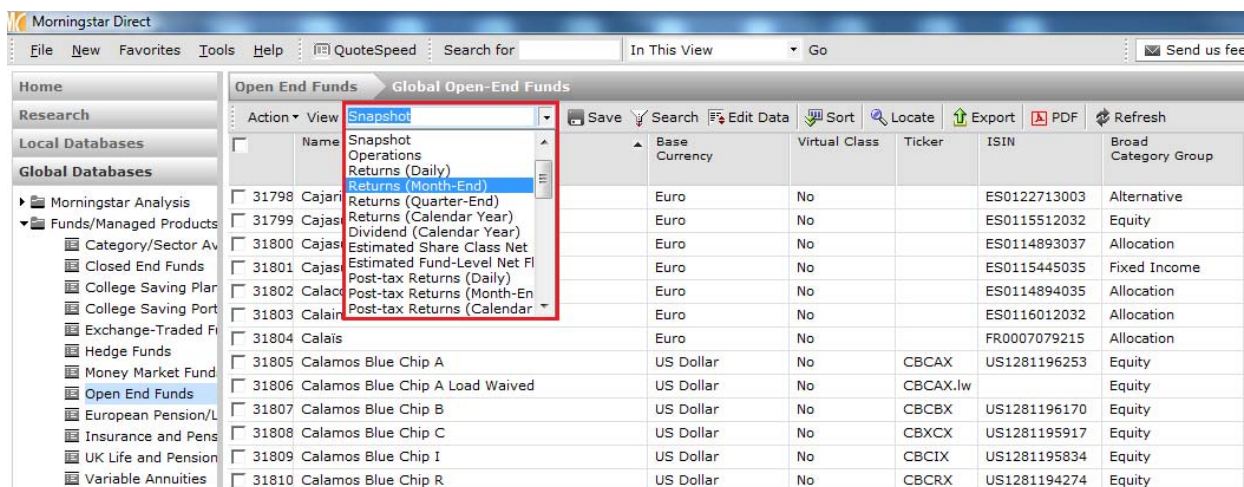 Morningstar Direct
File New Favorites Tools Help QuoteSpeed Search for In This View Go Send us fee
Home
Research
Local Databases
Global Databases
Morningstar Analysis
Funds/Managed Products
Category/Sector Av
Closed End Funds
College Saving Plan
College Saving Port
Exchange-Traded F
Hedge Funds
Money Market Fund
Open End Funds
European Pension/L
Insurance and Pens
UK Life and Pension
Variable Annuities
Open End Funds Global Open-End Funds
Action View Snapshot Save Search Edit Data Sort Locate Export PDF Refresh
Snapshot
Operations
Returns (Daily)
Returns (Month-End)
Returns (Quarter-End)
Returns (Calendar Year)
Dividend (Calendar Year)
Estimated Share Class Net
Estimated Fund-Level Net Fl
Post-tax Returns (Daily)
Post-tax Returns (Month-En
Post-tax Returns (Calendar
Name Base Currency Virtual Class Ticker ISIN Broad Category Group
31798 Cajari Euro No ES0122713003 Alternative
31799 Cajas Euro No ES0115512032 Equity
31800 Cajas Euro No ES0114893037 Allocation
31801 Cajas Euro No ES0115445035 Fixed Income
31802 Calac Euro No ES0114894035 Allocation
31803 Calain Euro No ES0116012032 Allocation
31804 Calaïs Euro No FR0007079215 Allocation
31805 Calamos Blue Chip A US Dollar No CBCAX US1281196253 Equity
31806 Calamos Blue Chip A Load Waived US Dollar No CBCAX.lw Equity
31807 Calamos Blue Chip B US Dollar No CBCBX US1281196170 Equity
31808 Calamos Blue Chip C US Dollar No CBXCX US1281195917 Equity
31809 Calamos Blue Chip I US Dollar No CBCIX US1281195834 Equity
31810 Calamos Blue Chip R US Dollar No CBCRX US1281194274 Equity